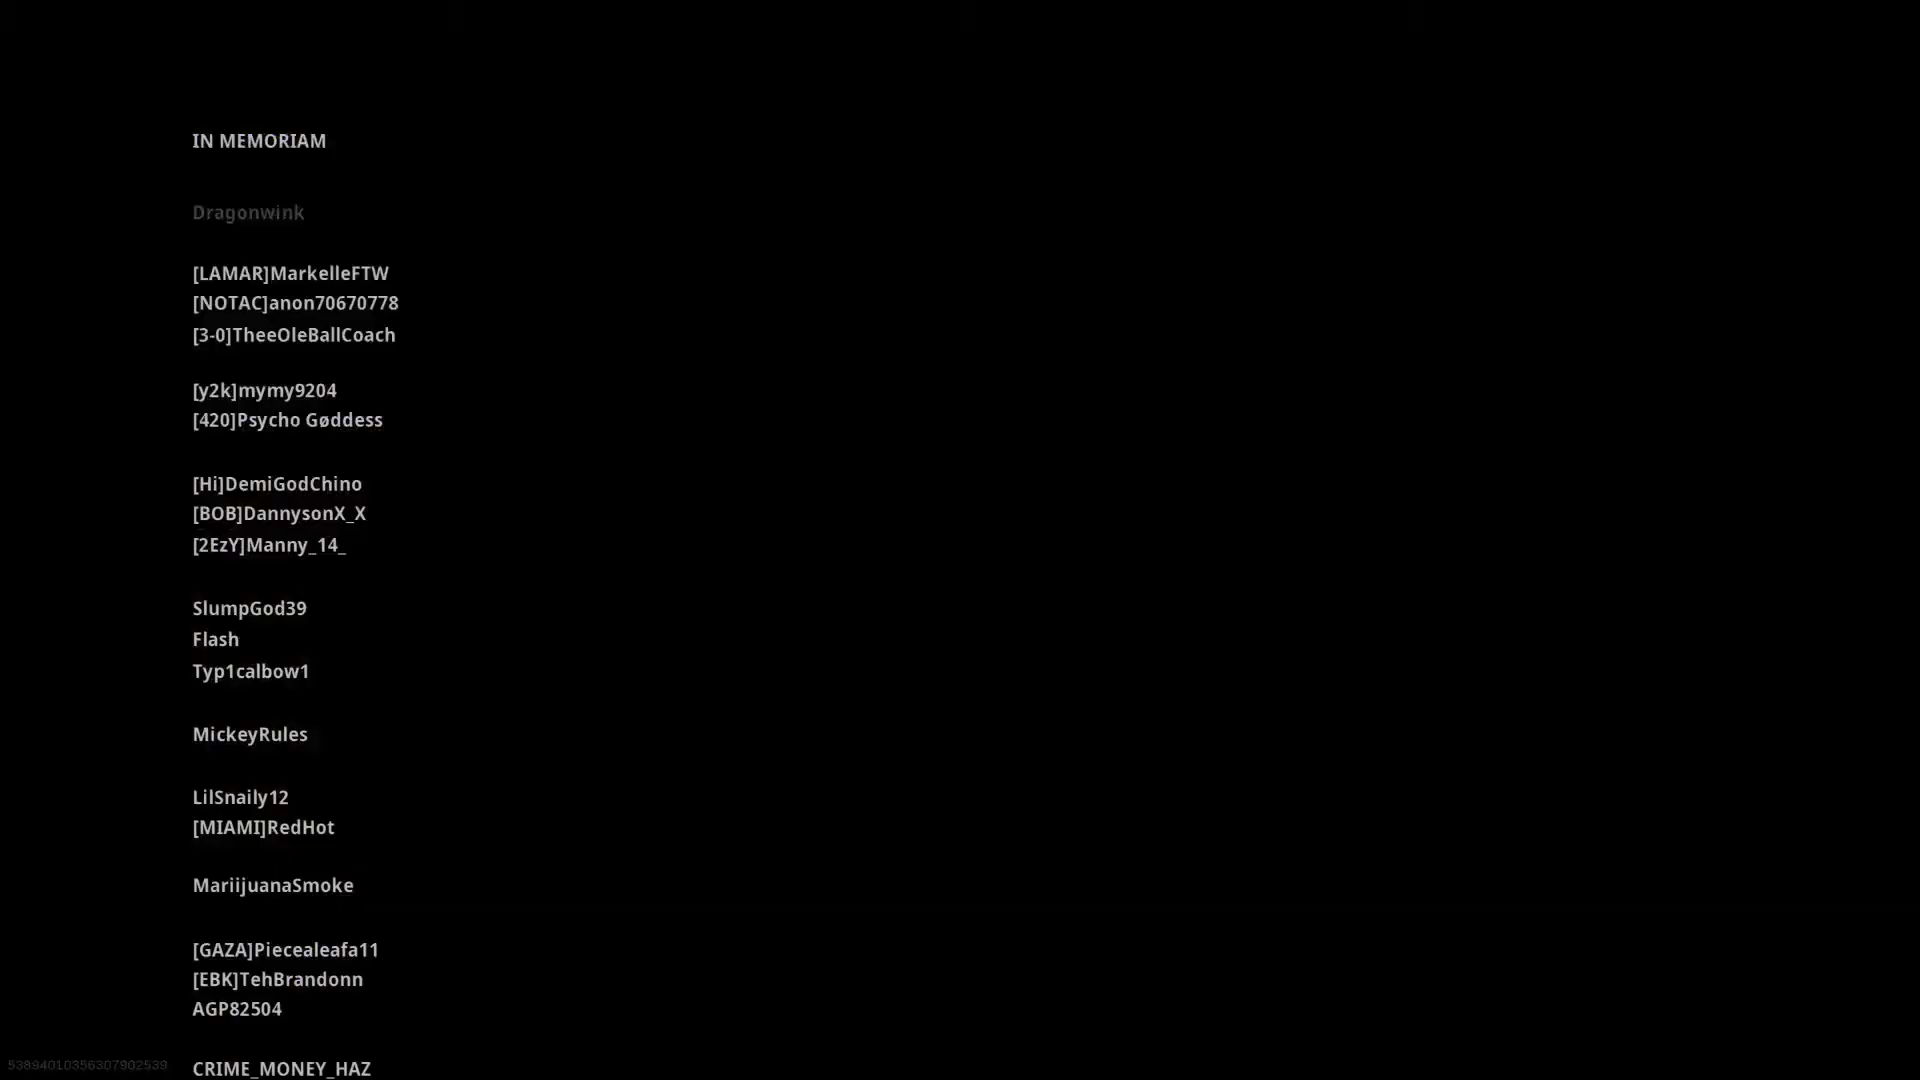 IN MEMORIAM
Dragonwink
[LAMAR]MarkelleFTW
[NOTAC]anon70670778
[3-0]TheeOleBallCoach
[y2k]mymy9204
[420]Psycho Gøddess
[Hi]DemiGodChino
[BOB]DannysonX_X
[2EzY]Manny_14_
SlumpGod39
Flash
Typ1calbow1
MickeyRules
LilSnaily12
[MIAMI]RedHot
MariijuanaSmoke
[GAZA]Piecealeafa11
[EBK]TehBrandonn
AGP82504
CRIME_MONEY_HAZ
53894010356307902539